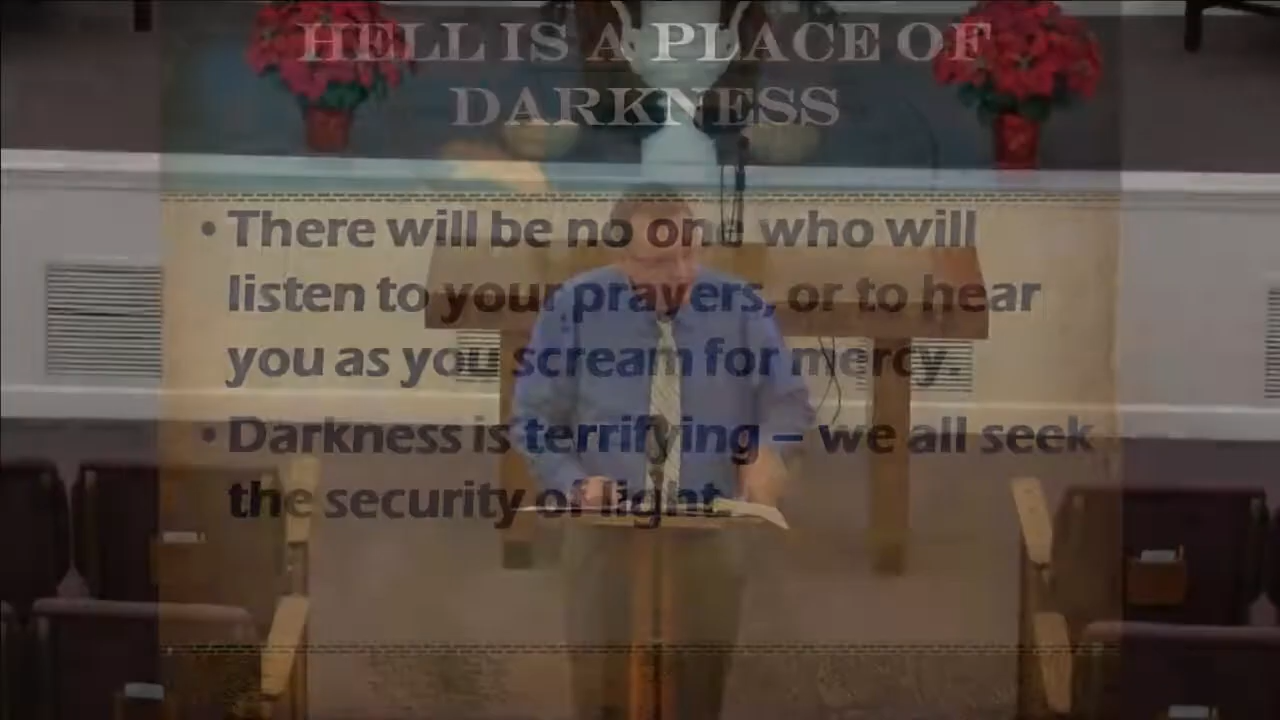 HELL IS A PLACE OF
DARKNESS
• There will be no one who will
listen to your prayers, or to hear
you as you scream for mercy.
• Darkness is terrifying – we all seek
the security of light.